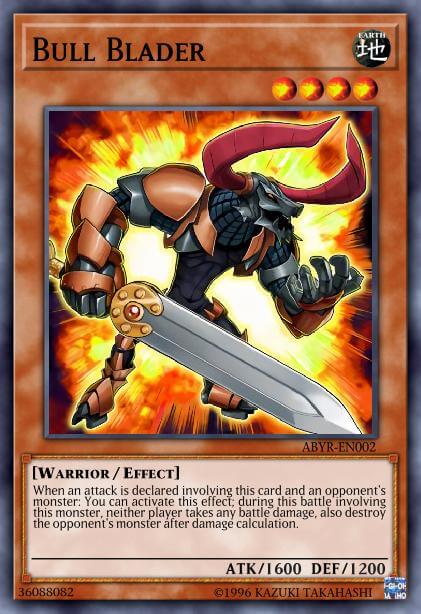 BULL BLADER
EARTH
地
ABYR-EN002
[WARRIOR / EFFECT]
When an attack is declared involving this card and an opponent's
monster: You can activate this effect; during this battle involving
this monster, neither player takes any battle damage, also destroy
the opponent's monster after damage calculation.
ATK/1600 DEF/1200
36088082
©1996 KAZUKI TAKAHASHI